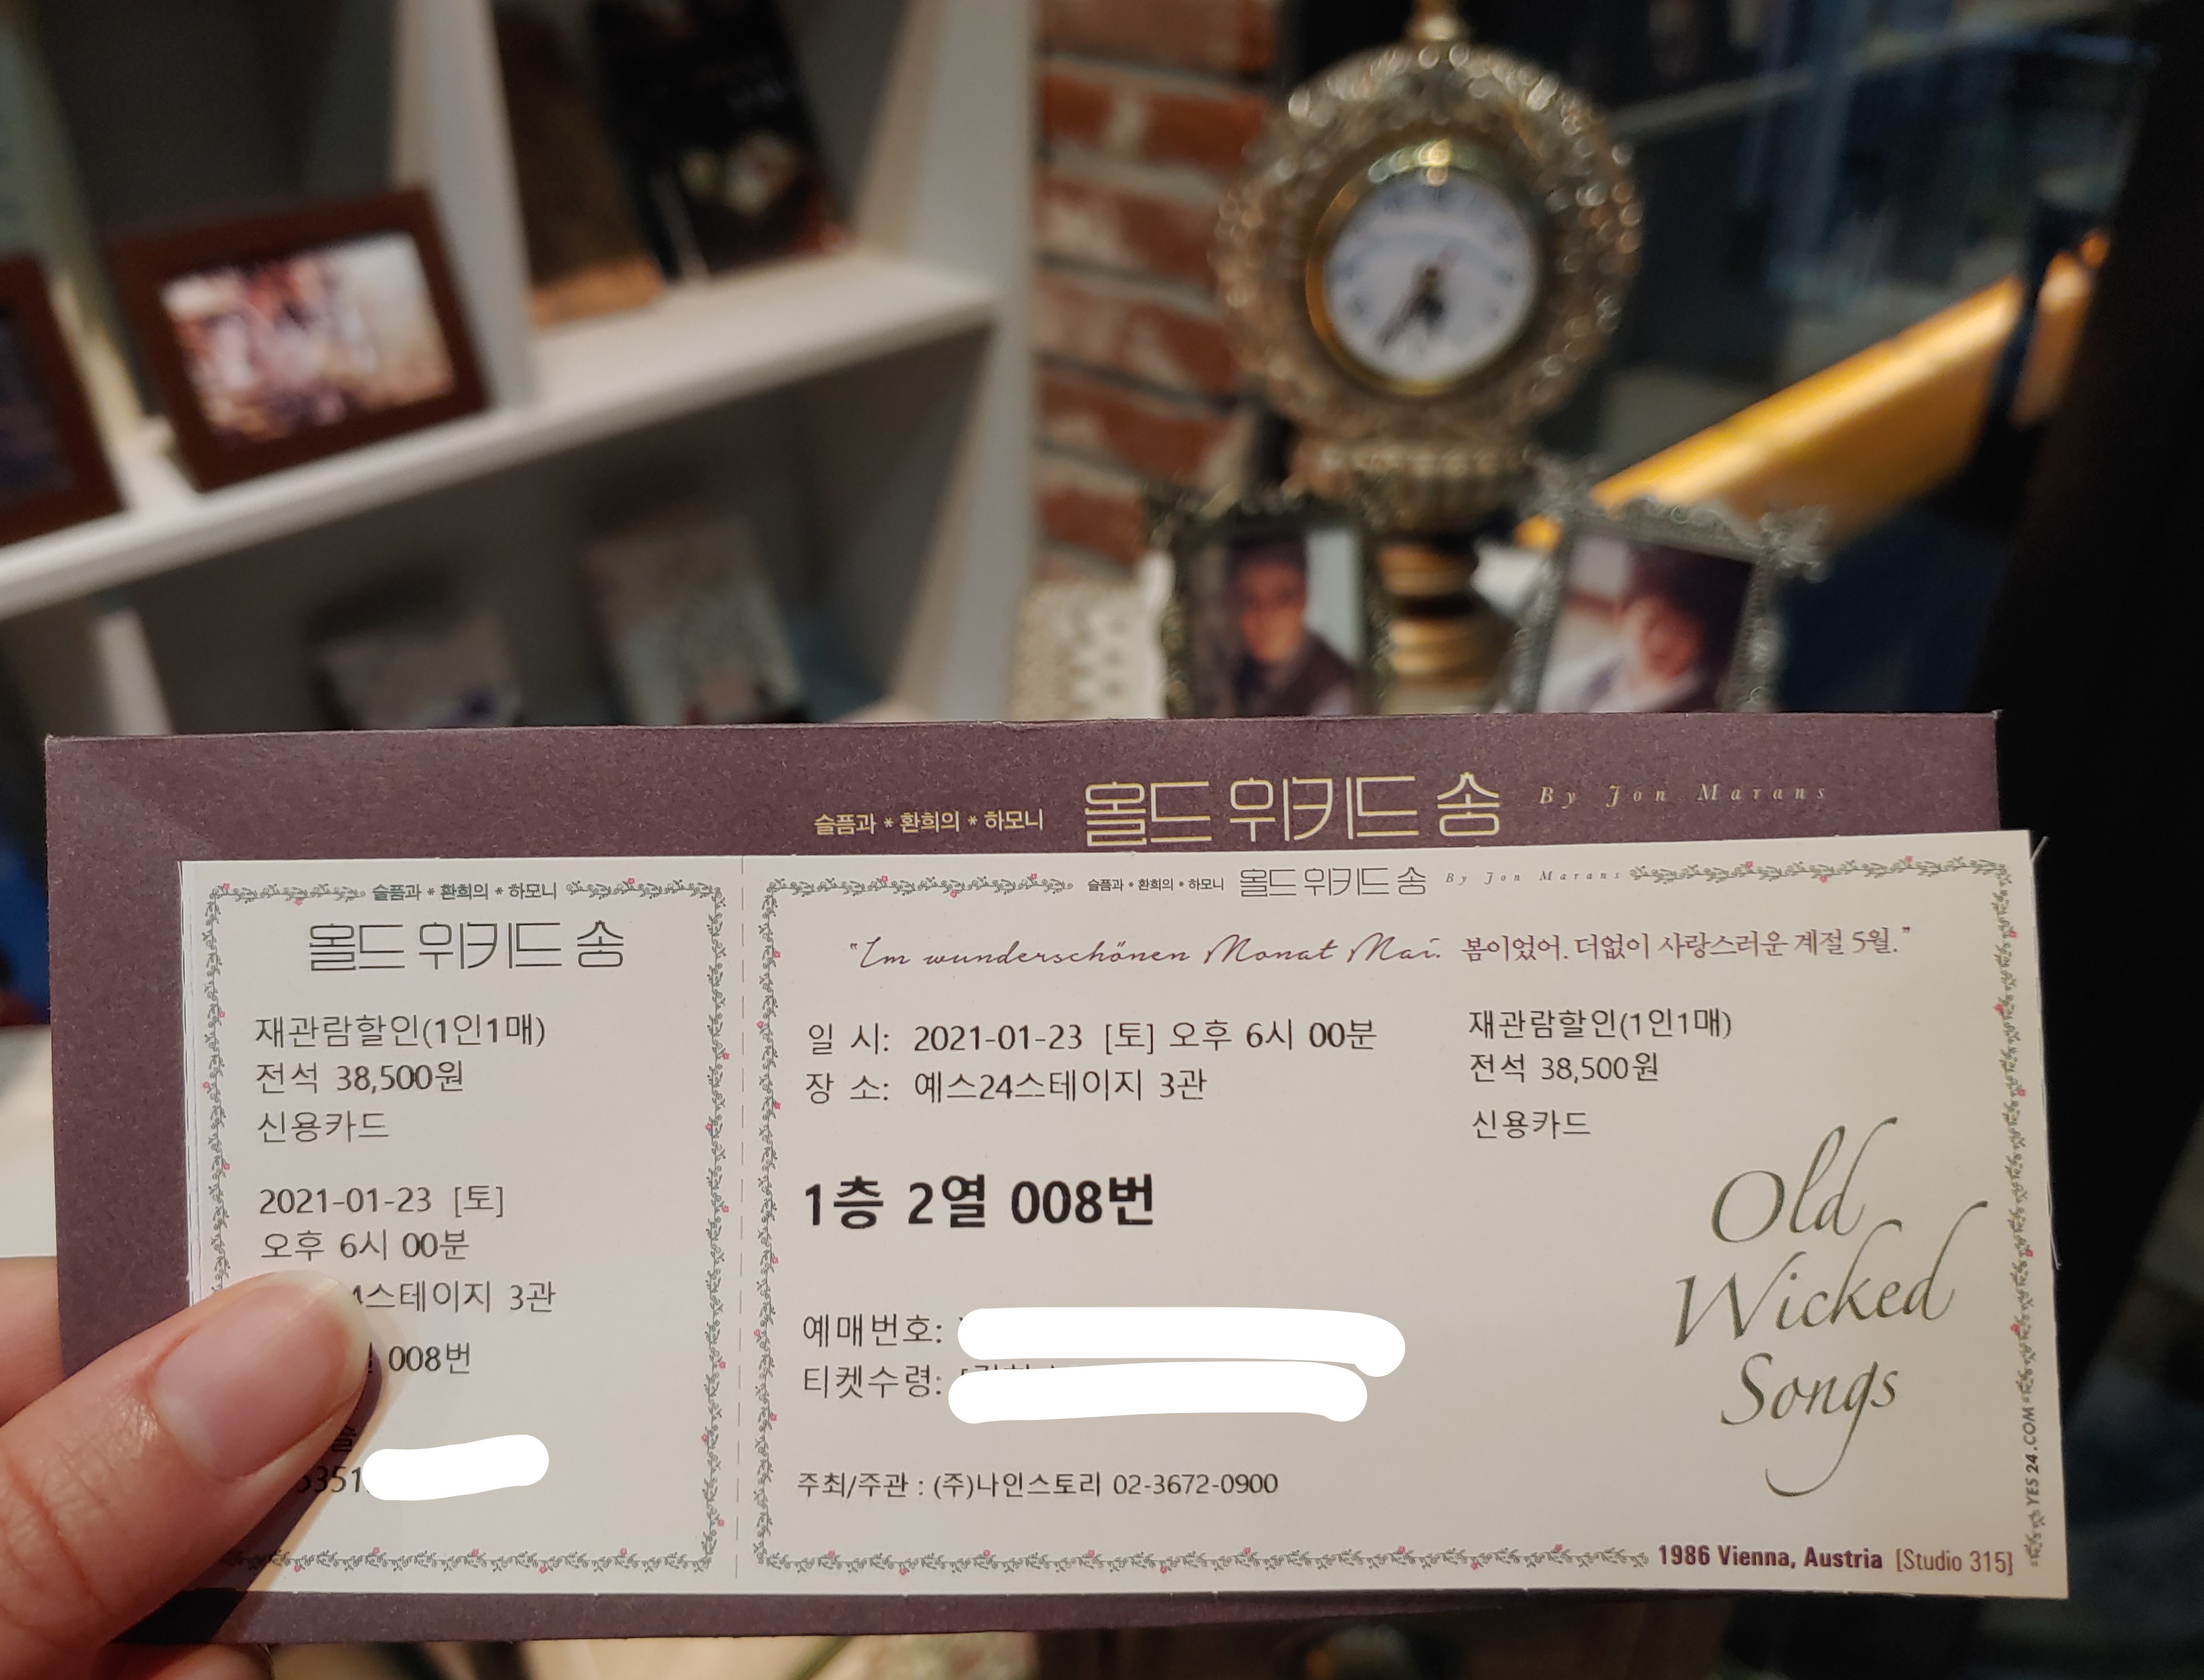 슬픔과 * 환희의 * 하모니 올드 위키드 송 By Jon Marans
슬픔과 * 환희의 * 하모니
올드 위키드 송
재관람할인(1인1매)
전석 38,500원
신용카드
2021-01-23 [토]
오후 6시 00분
4스테이지 3관
008번
5351
슬픔과 * 환희의 * 하모니 올드 위키드 송 By Jon Marans
"Im wunderschönen Monat Mai. 봄이었어. 더없이 사랑스러운 계절 5월."
일 시: 2021-01-23 [토] 오후 6시 00분
장 소: 예스24스테이지 3관
재관람할인(1인1매)
전석 38,500원
신용카드
1층 2열 008번
예매번호:
티켓수령:
주최/주관 : (주)나인스토리 02-3672-0900
Old
Wicked
Songs
YES24.COM
1986 Vienna, Austria [Studio 315]